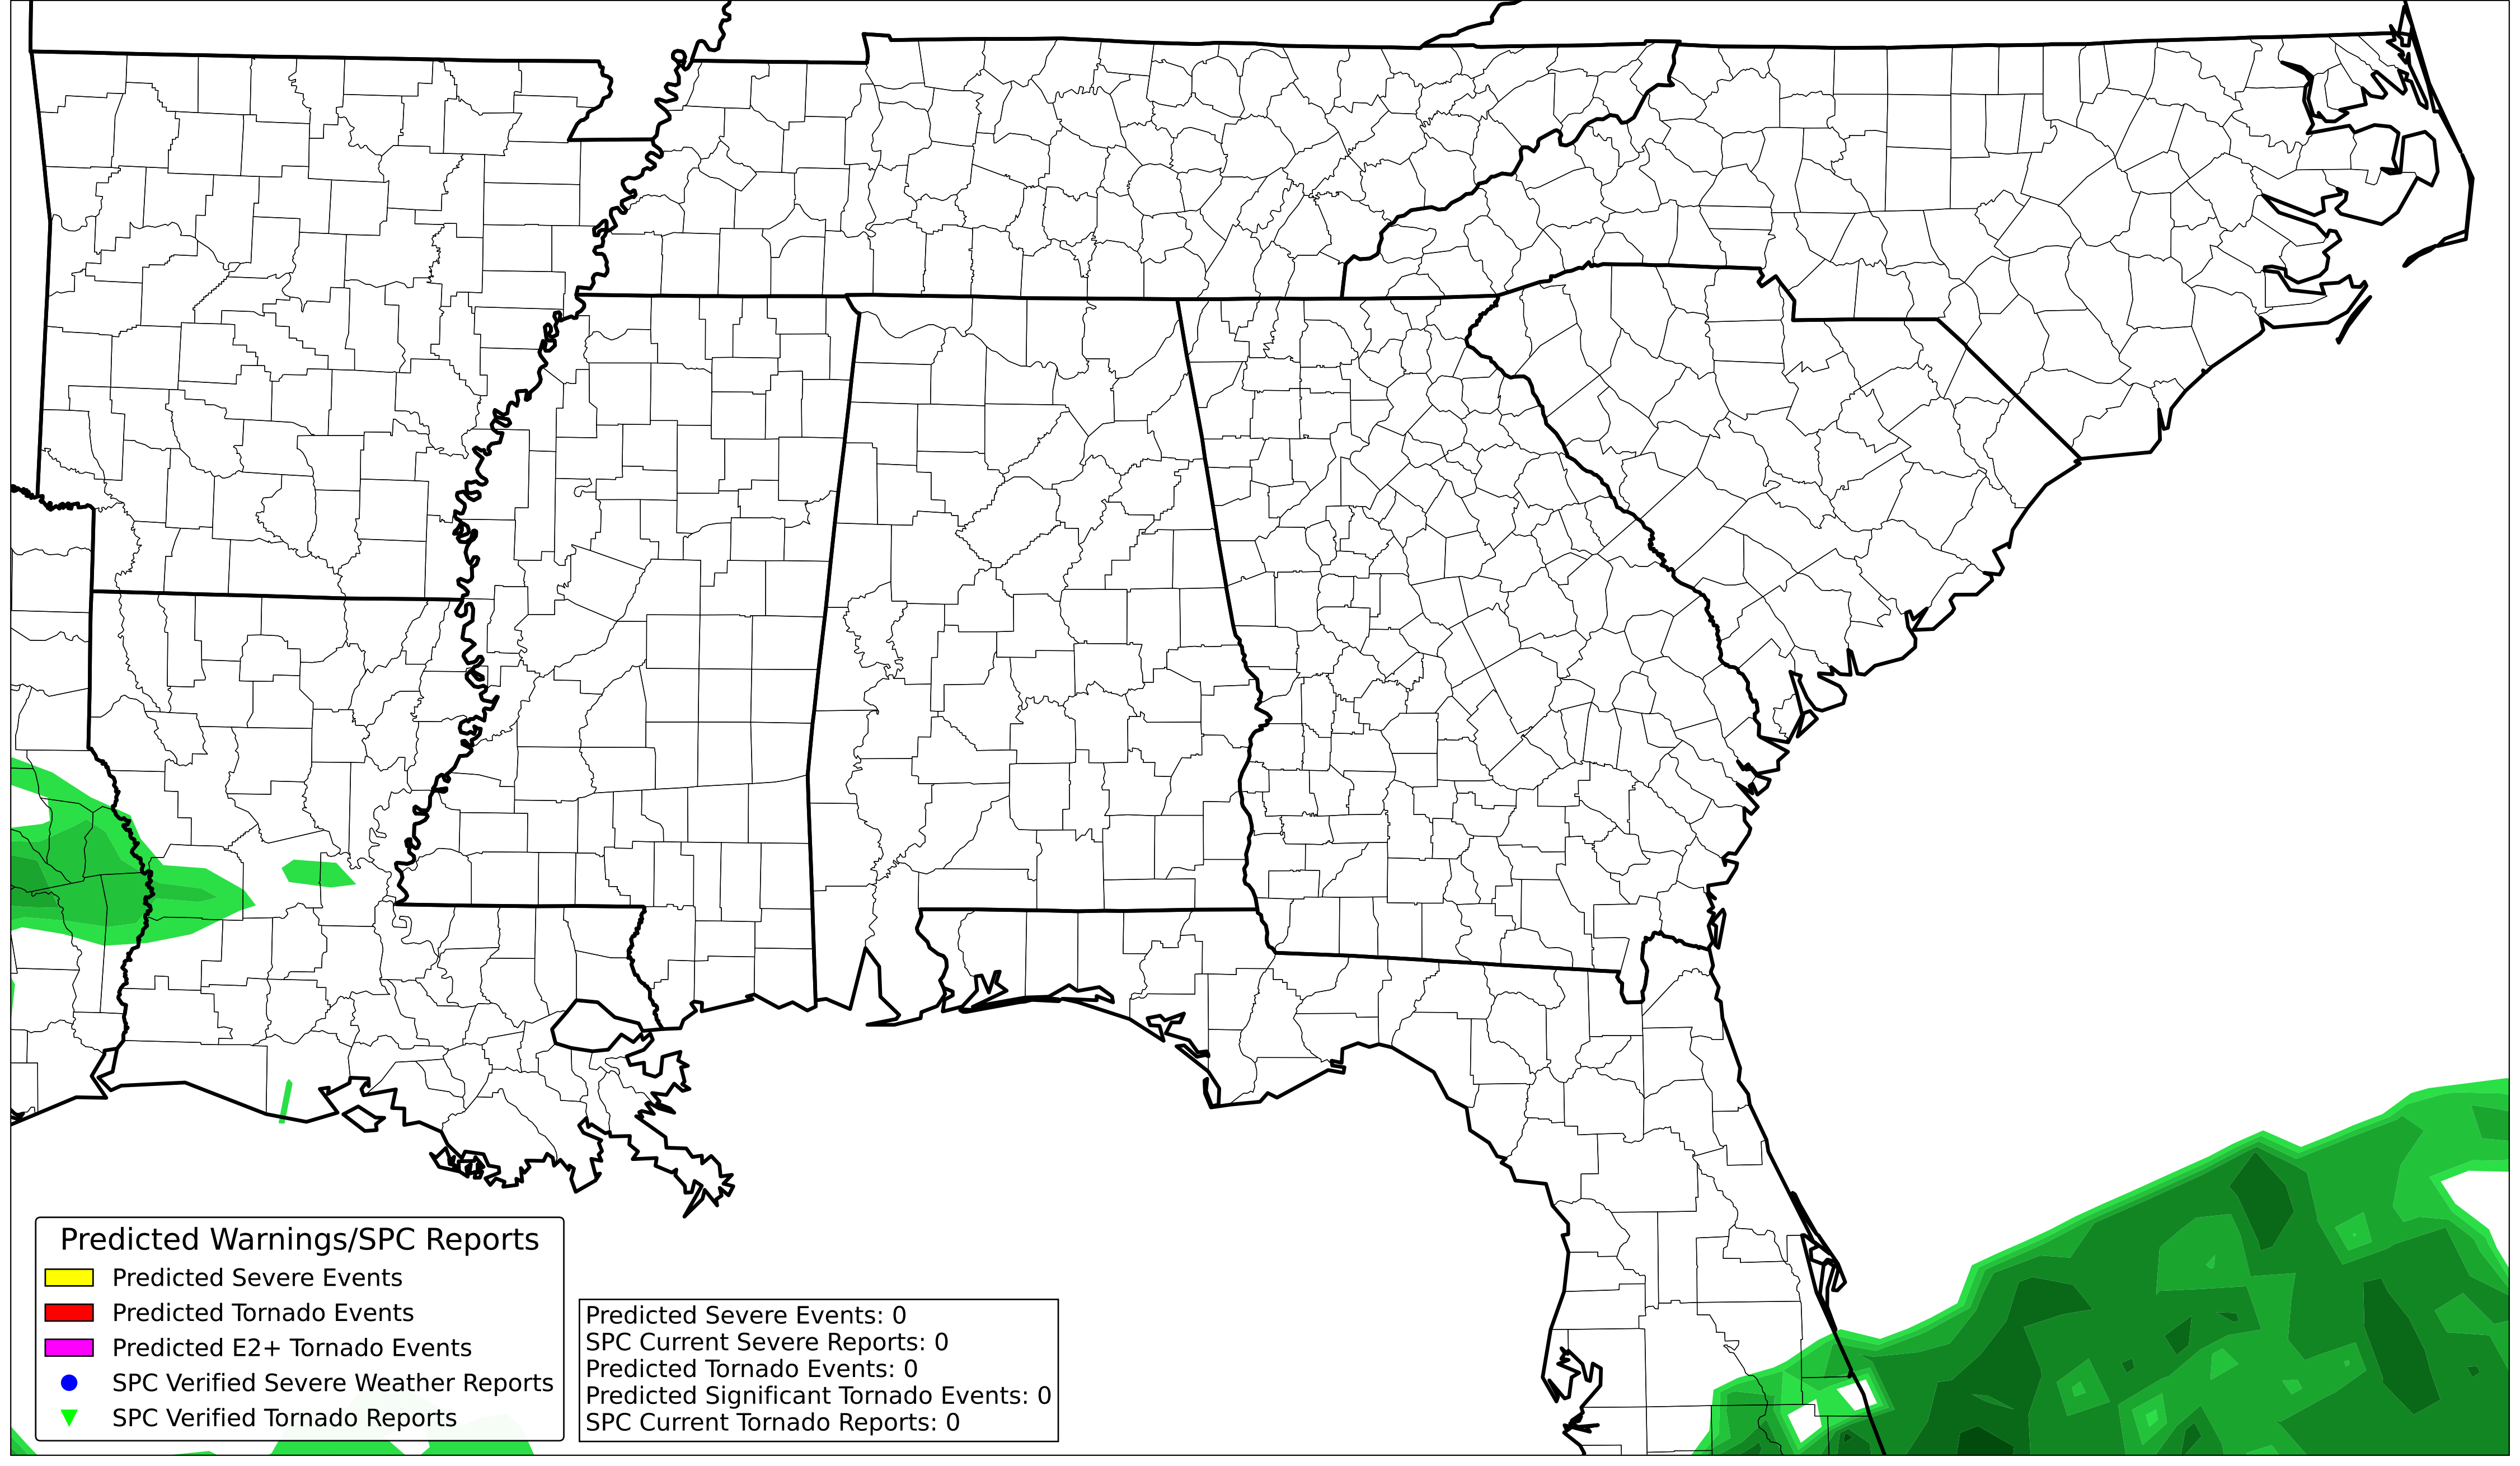 Predicted Warnings/SPC Reports
Predicted Severe Events
Predicted Tornado Events
Predicted E2+ Tornado Events
SPC Verified Severe Weather Reports
SPC Verified Tornado Reports
Predicted Severe Events: 0
SPC Current Severe Reports: 0
Predicted Tornado Events: 0
Predicted Significant Tornado Events: 0
SPC Current Tornado Reports: 0